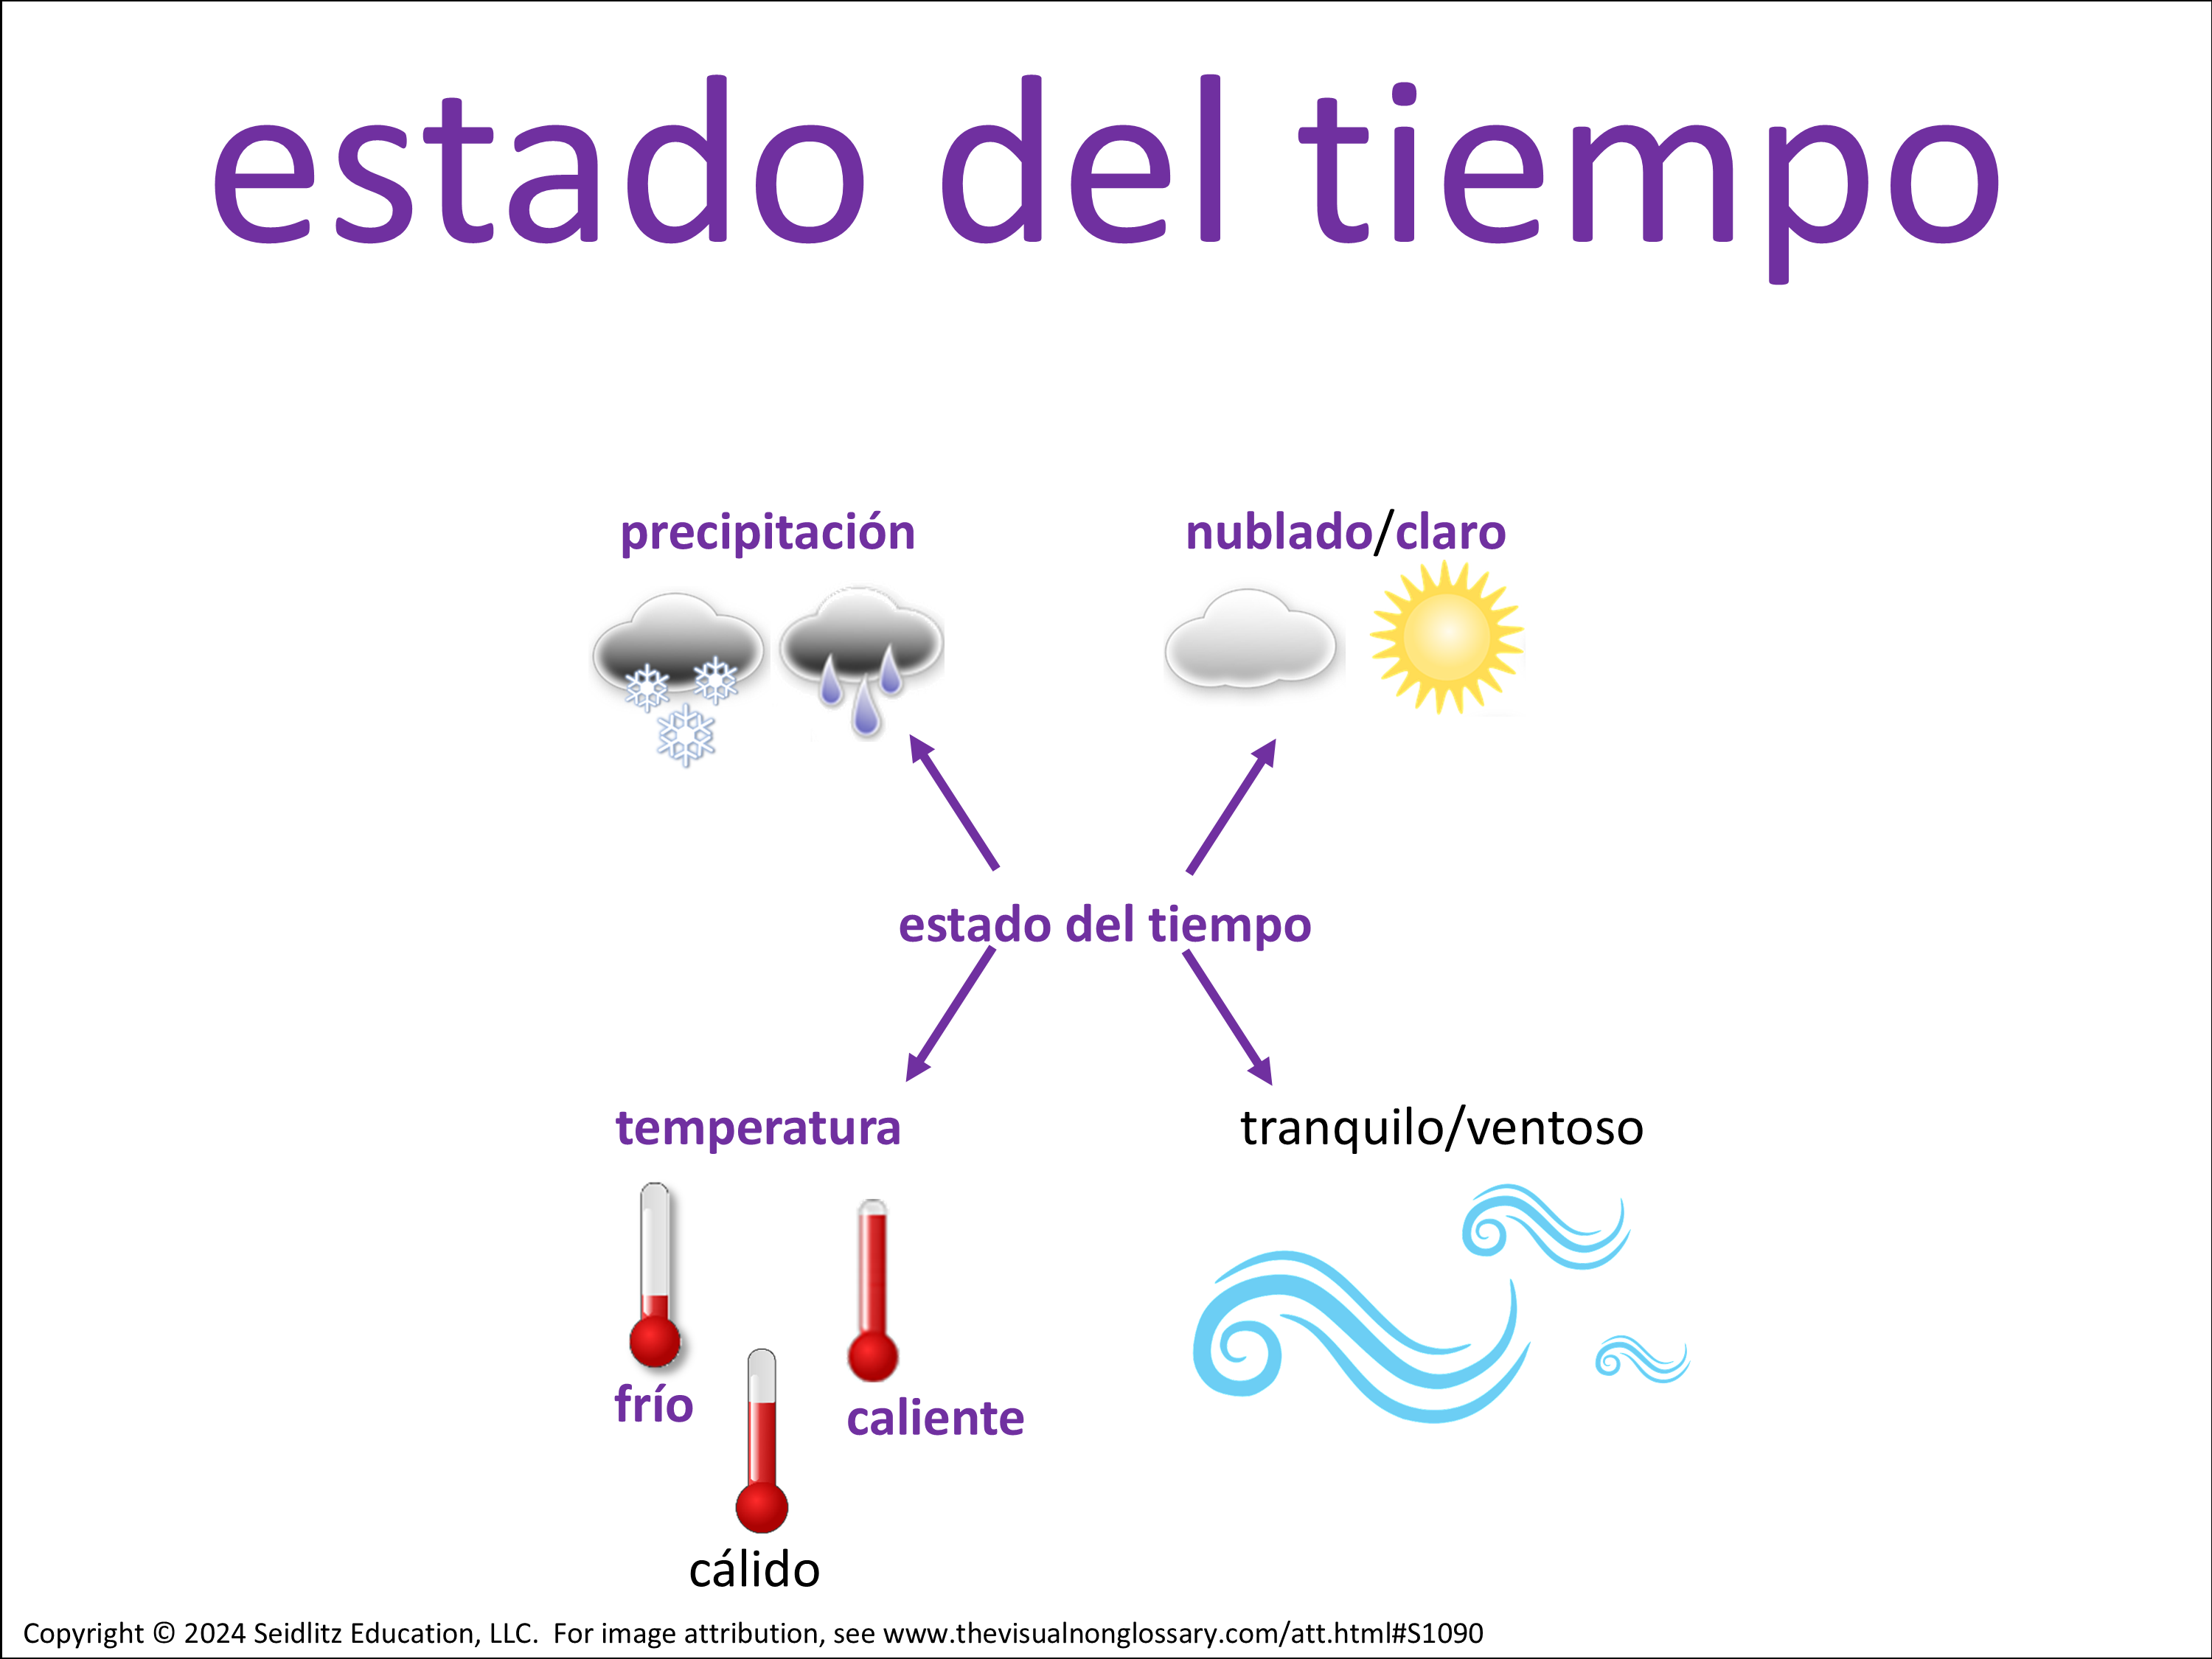 estado del tiempo
precipitación
nublado/claro
estado del tiempo
temperatura
tranquilo/ventoso
frío
caliente
cálido
Copyright © 2024 Seidlitz Education, LLC.  For image attribution, see www.thevisualnonglossary.com/att.html#S1090